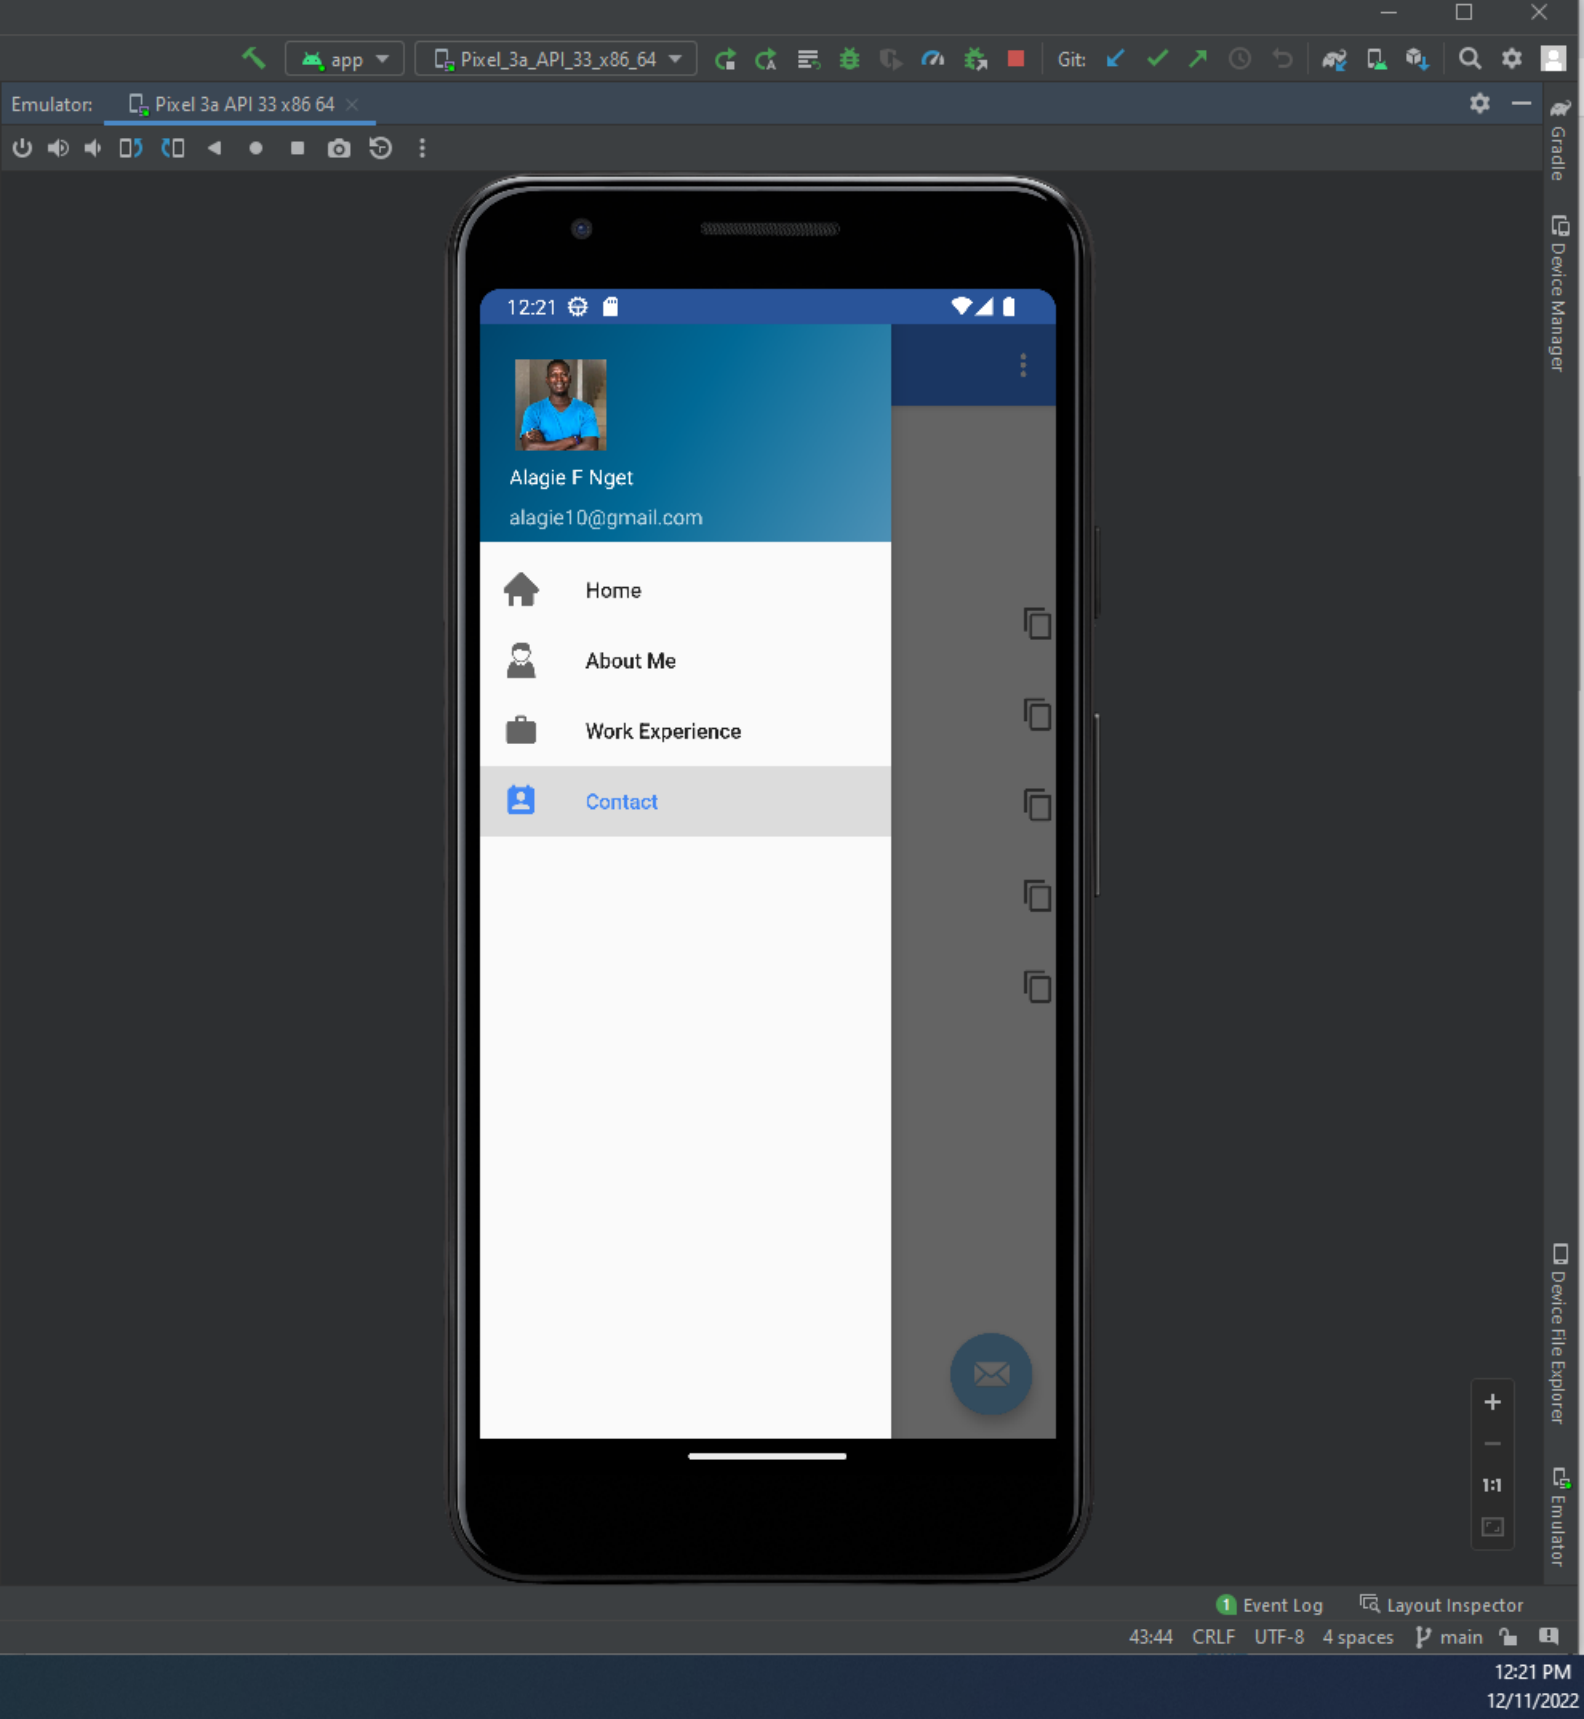 app
Pixel_3a_API_33_x86_64
Git:
Emulator:
Pixel 3a API 33 x86 64
Gradle
Device Manager
12:21
Alagie F Nget
alagie10@gmail.com
Home
About Me
Work Experience
Contact
Device File Explorer
1:1
Emulator
1 Event Log
Layout Inspector
43:44 CRLF UTF-8 4 spaces main
12:21 PM
12/11/2022